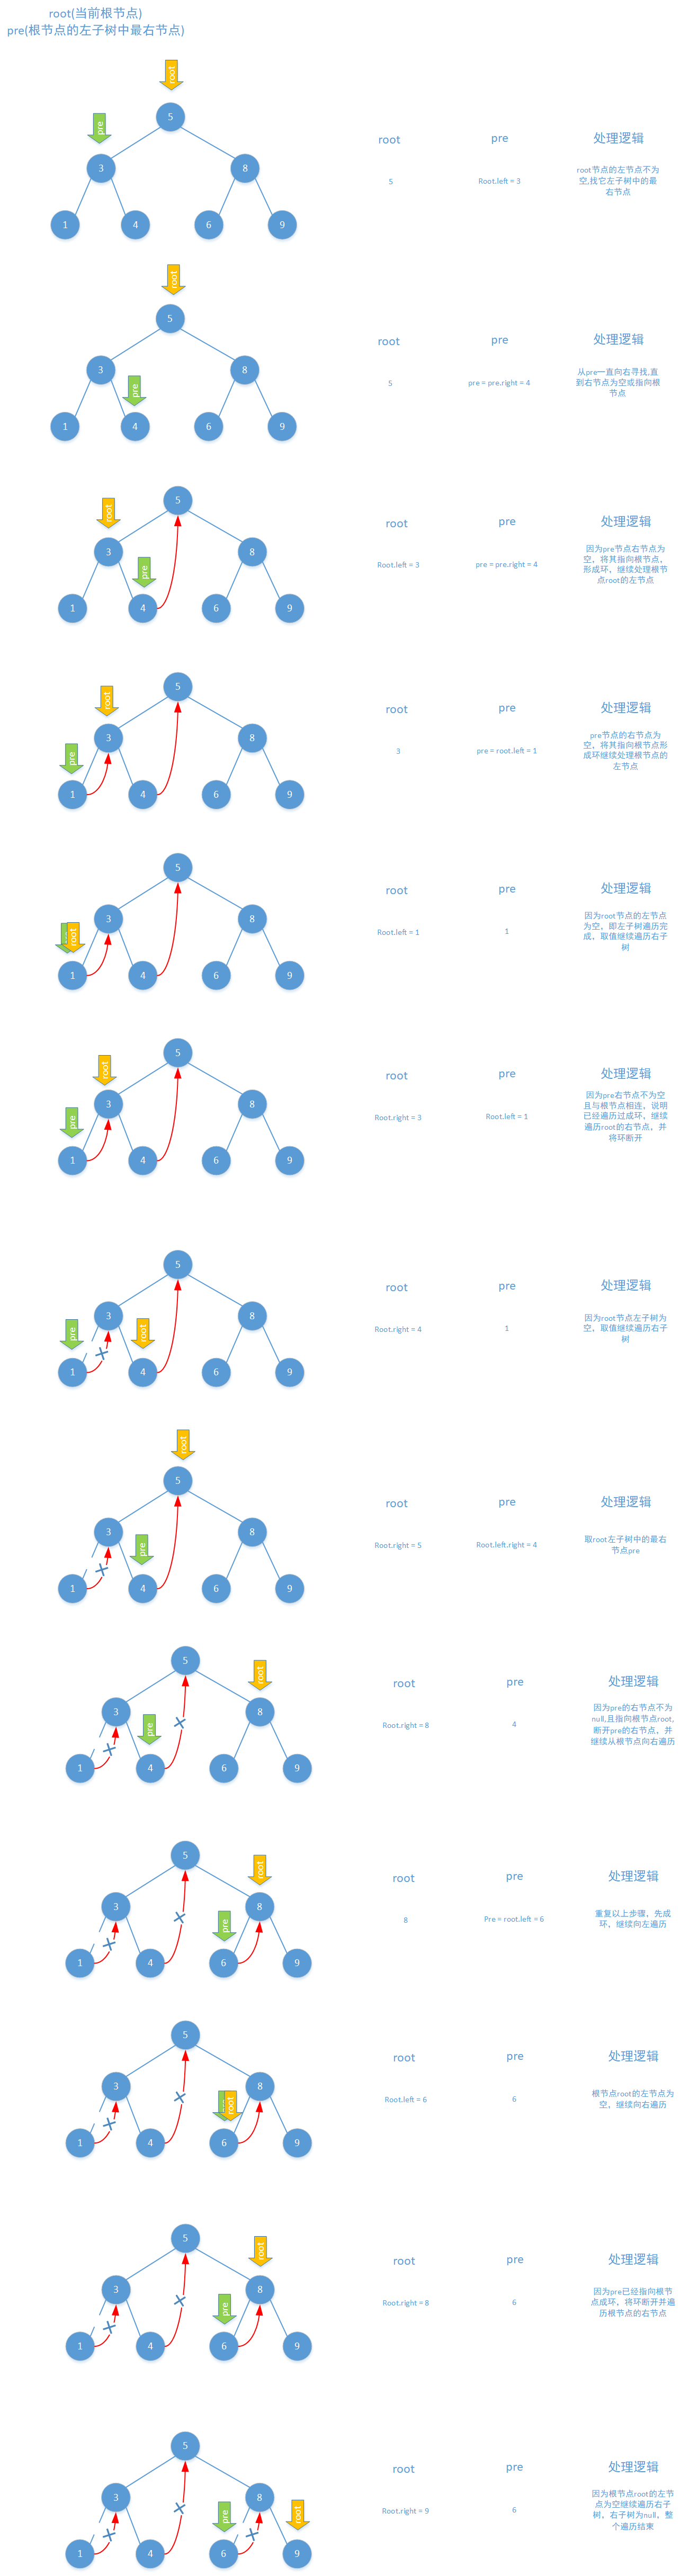 root(当前根节点)
pre(根节点的左子树中最右节点)
root
pre
5
3
8
1
4
6
9
root
pre
处理逻辑
5
Root.left = 3
root节点的左节点不为
空,找它左子树中的最
右节点
root
5
3
8
pre
1
4
6
9
root
pre
处理逻辑
5
pre = pre.right = 4
从pre一直向右寻找,直
到右节点为空或指向根
节点
5
root
3
8
pre
1
4
6
9
root
pre
处理逻辑
Root.left = 3
pre = pre.right = 4
因为pre节点右节点为
空，将其指向根节点，
形成环，继续处理根节
点root的左节点
5
root
3
8
pre
1
4
6
9
root
pre
处理逻辑
3
pre = root.left = 1
pre节点的右节点为
空，将其指向根节点形
成环继续处理根节点的
左节点
5
3
8
root
1
4
6
9
root
pre
处理逻辑
Root.left = 1
1
因为root节点的左节点
为空，即左子树遍历完
成，取值继续遍历右子
树
5
root
3
8
pre
1
4
6
9
root
pre
处理逻辑
Root.right = 3
Root.left = 1
因为pre右节点不为空
且与根节点相连，说明
已经遍历过成环，继续
遍历root的右节点，并
将环断开
5
3
8
pre
root
1
4
6
9
root
pre
处理逻辑
Root.right = 4
1
因为root节点左子树为
空，取值继续遍历右子
树
root
5
3
8
pre
1
4
6
9
root
pre
处理逻辑
Root.right = 5
Root.left.right = 4
取root左子树中的最右
节点pre
5
root
3
8
pre
1
4
6
9
root
pre
处理逻辑
Root.right = 8
4
因为pre的右节点不为
null,且指向根节点root,
断开pre的右节点，并
继续从根节点向右遍历
5
root
3
8
pre
1
4
6
9
root
pre
处理逻辑
8
Pre = root.left = 6
重复以上步骤，先成
环，继续向左遍历
5
3
8
root
1
4
6
9
root
pre
处理逻辑
Root.left = 6
6
根节点root的左节点为
空，继续向右遍历
5
root
3
8
pre
1
4
6
9
root
pre
处理逻辑
Root.right = 8
6
因为pre已经指向根节
点成环，将环断开并遍
历根节点的右节点
5
3
8
pre
root
1
4
6
9
root
pre
处理逻辑
Root.right = 9
6
因为根节点root的左节
点为空继续遍历右子
树，右子树为null，整
个遍历结束